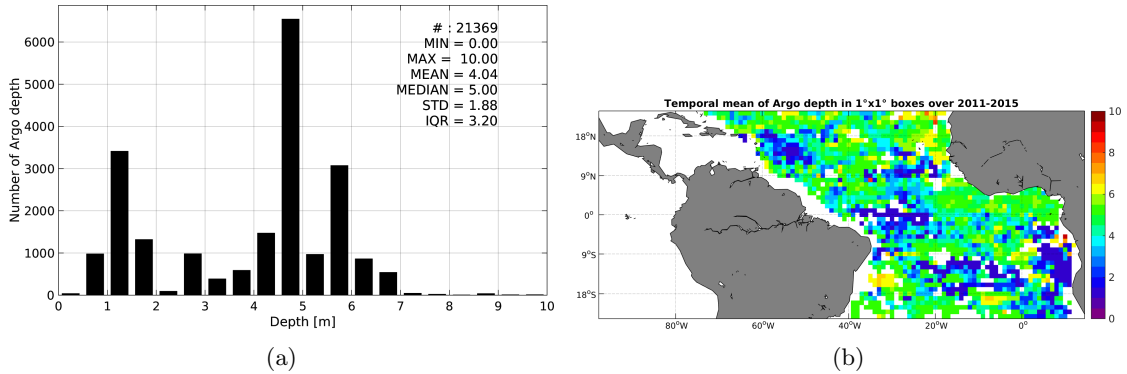 # : 21369
MIN = 0.00
MAX = 10.00
MEAN = 4.04
MEDIAN = 5.00
STD = 1.88
IQR = 3.20
Number of Argo depth
6000
5000
4000
3000
2000
1000
0
0 1 2 3 4 5 6 7 8 9 10
Depth [m]
(a)
Temporal mean of Argo depth in 1°x1° boxes over 2011-2015
18°N
9°N
0°
9°S
18°S
80°W 60°W 40°W 20°W 0°
10
8
6
4
2
0
(b)